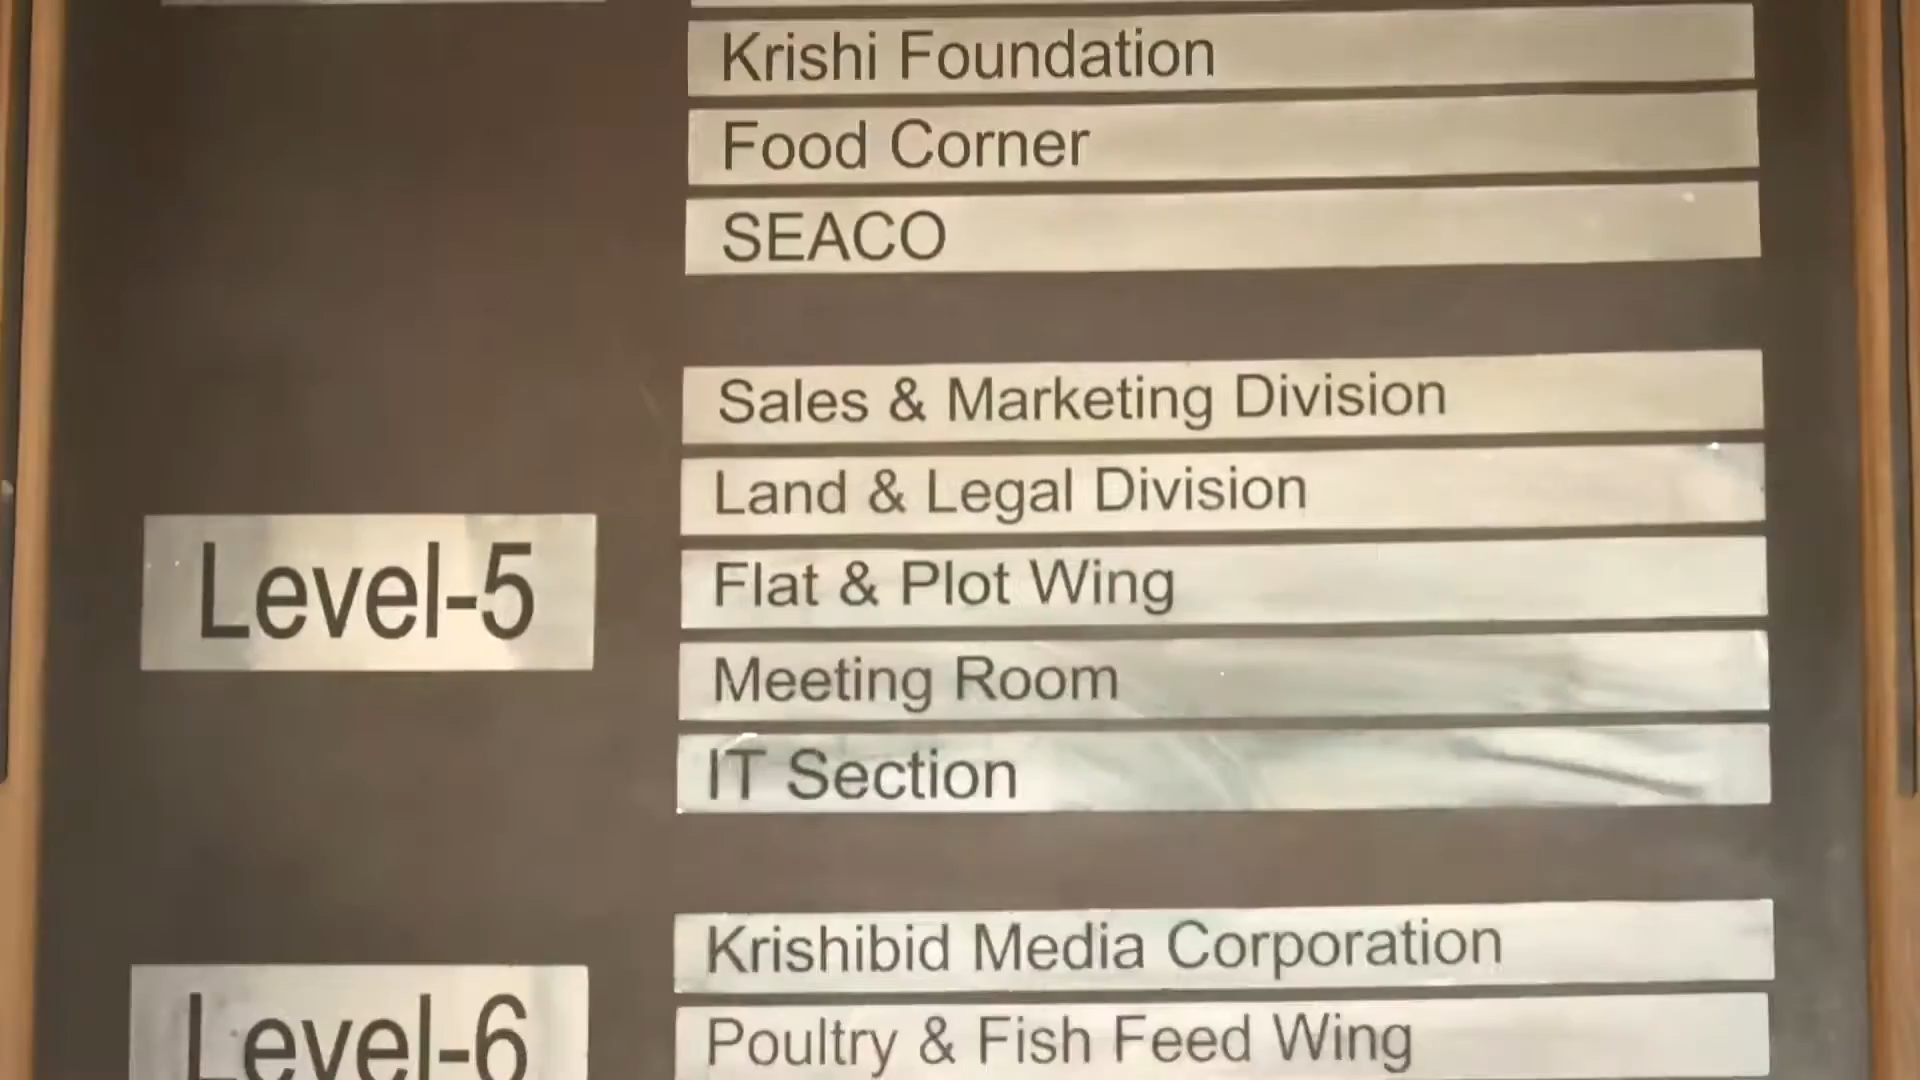 Krishi Foundation
Food Corner
SEACO
Sales & Marketing Division
Land & Legal Division
Level-5
Flat & Plot Wing
Meeting Room
IT Section
Krishibid Media Corporation
Level-6
Poultry & Fish Feed Wing